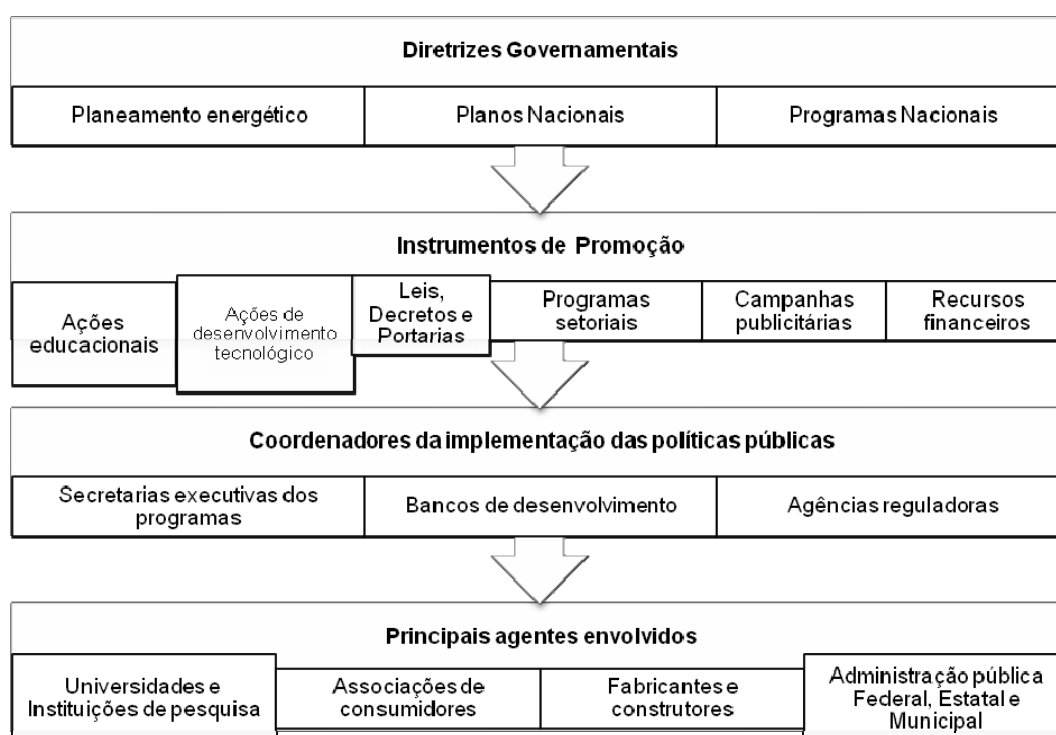 Diretrizes Governamentais
Planeamento energético
Planos Nacionais
Programas Nacionais
Instrumentos de Promoção
Ações
educacionais
Ações de
desenvolvimento
tecnológico
Leis,
Decretos e
Portarias
Programas
setoriais
Campanhas
publicitárias
Recursos
financeiros
Coordenadores da implementação das políticas públicas
Secretarias executivas dos
programas
Bancos de desenvolvimento
Agências reguladoras
Principais agentes envolvidos
Universidades e
Instituições de pesquisa
Associações de
consumidores
Fabricantes e
construtores
Administração pública
Federal, Estatal e
Municipal